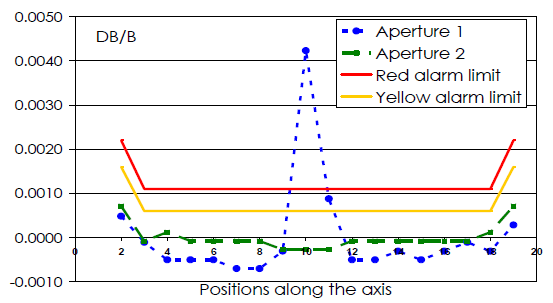 0.0050
DB/B
Aperture 1
Aperture 2
Red alarm limit
Yellow alarm limit
0.0040
0.0030
0.0020
0.0010
0.0000
0 2 4 6 8 10 12 14 16 18 20
-0.0010
Positions along the axis